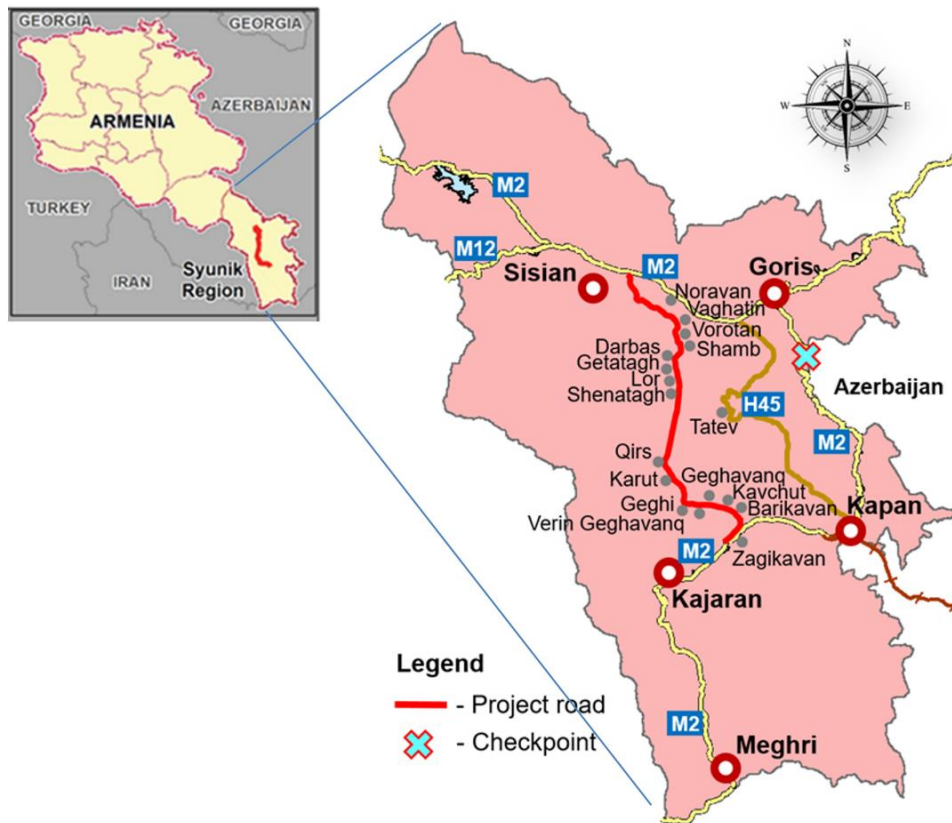 GEORGIA
GEORGIA
AZERBAIJAN
ARMENIA
TURKEY
IRAN
Syunik
Region
N
W
E
S
M2
M12
M2
Sisian
Goris
Noravan
Vaghatin
Vorotan
Shamb
Darbas
Getatagh
Lor
Shenatagh
Azerbaijan
H45
Tatev
M2
Qirs
Karut
Geghavanq
Kavchut
Geghi
Barikavan
Verin Geghavanq
Kapan
M2
Zagikavan
Kajaran
Legend
- Project road
- Checkpoint
M2
Meghri